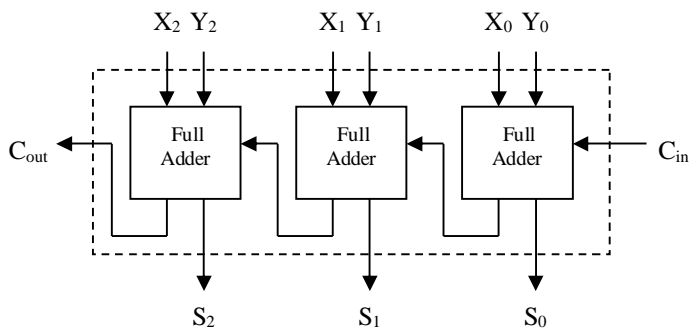 X₂ Y₂ X₁ Y₁ X₀ Y₀
Full Full Full
Adder Adder Adder
Cout Cin
S₂ S₁ S₀